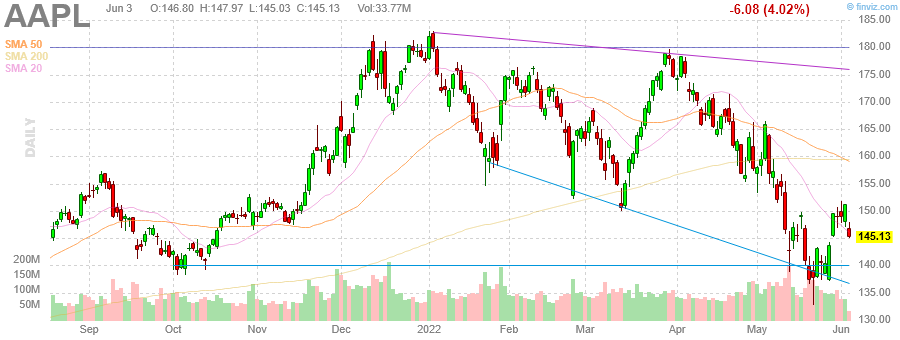 AAPL Jun 3 O:146.80 H:147.97 L:145.03 C:145.13 Vol:33.77M -6.08 (4.02%) © finviz.com
SMA 50
SMA 200
SMA 20
DAILY
185.00
180.00
175.00
170.00
165.00
160.00
155.00
150.00
145.13
140.00
135.00
130.00
200M
150M
100M
50M
Sep Oct Nov Dec 2022 Feb Mar Apr May Jun